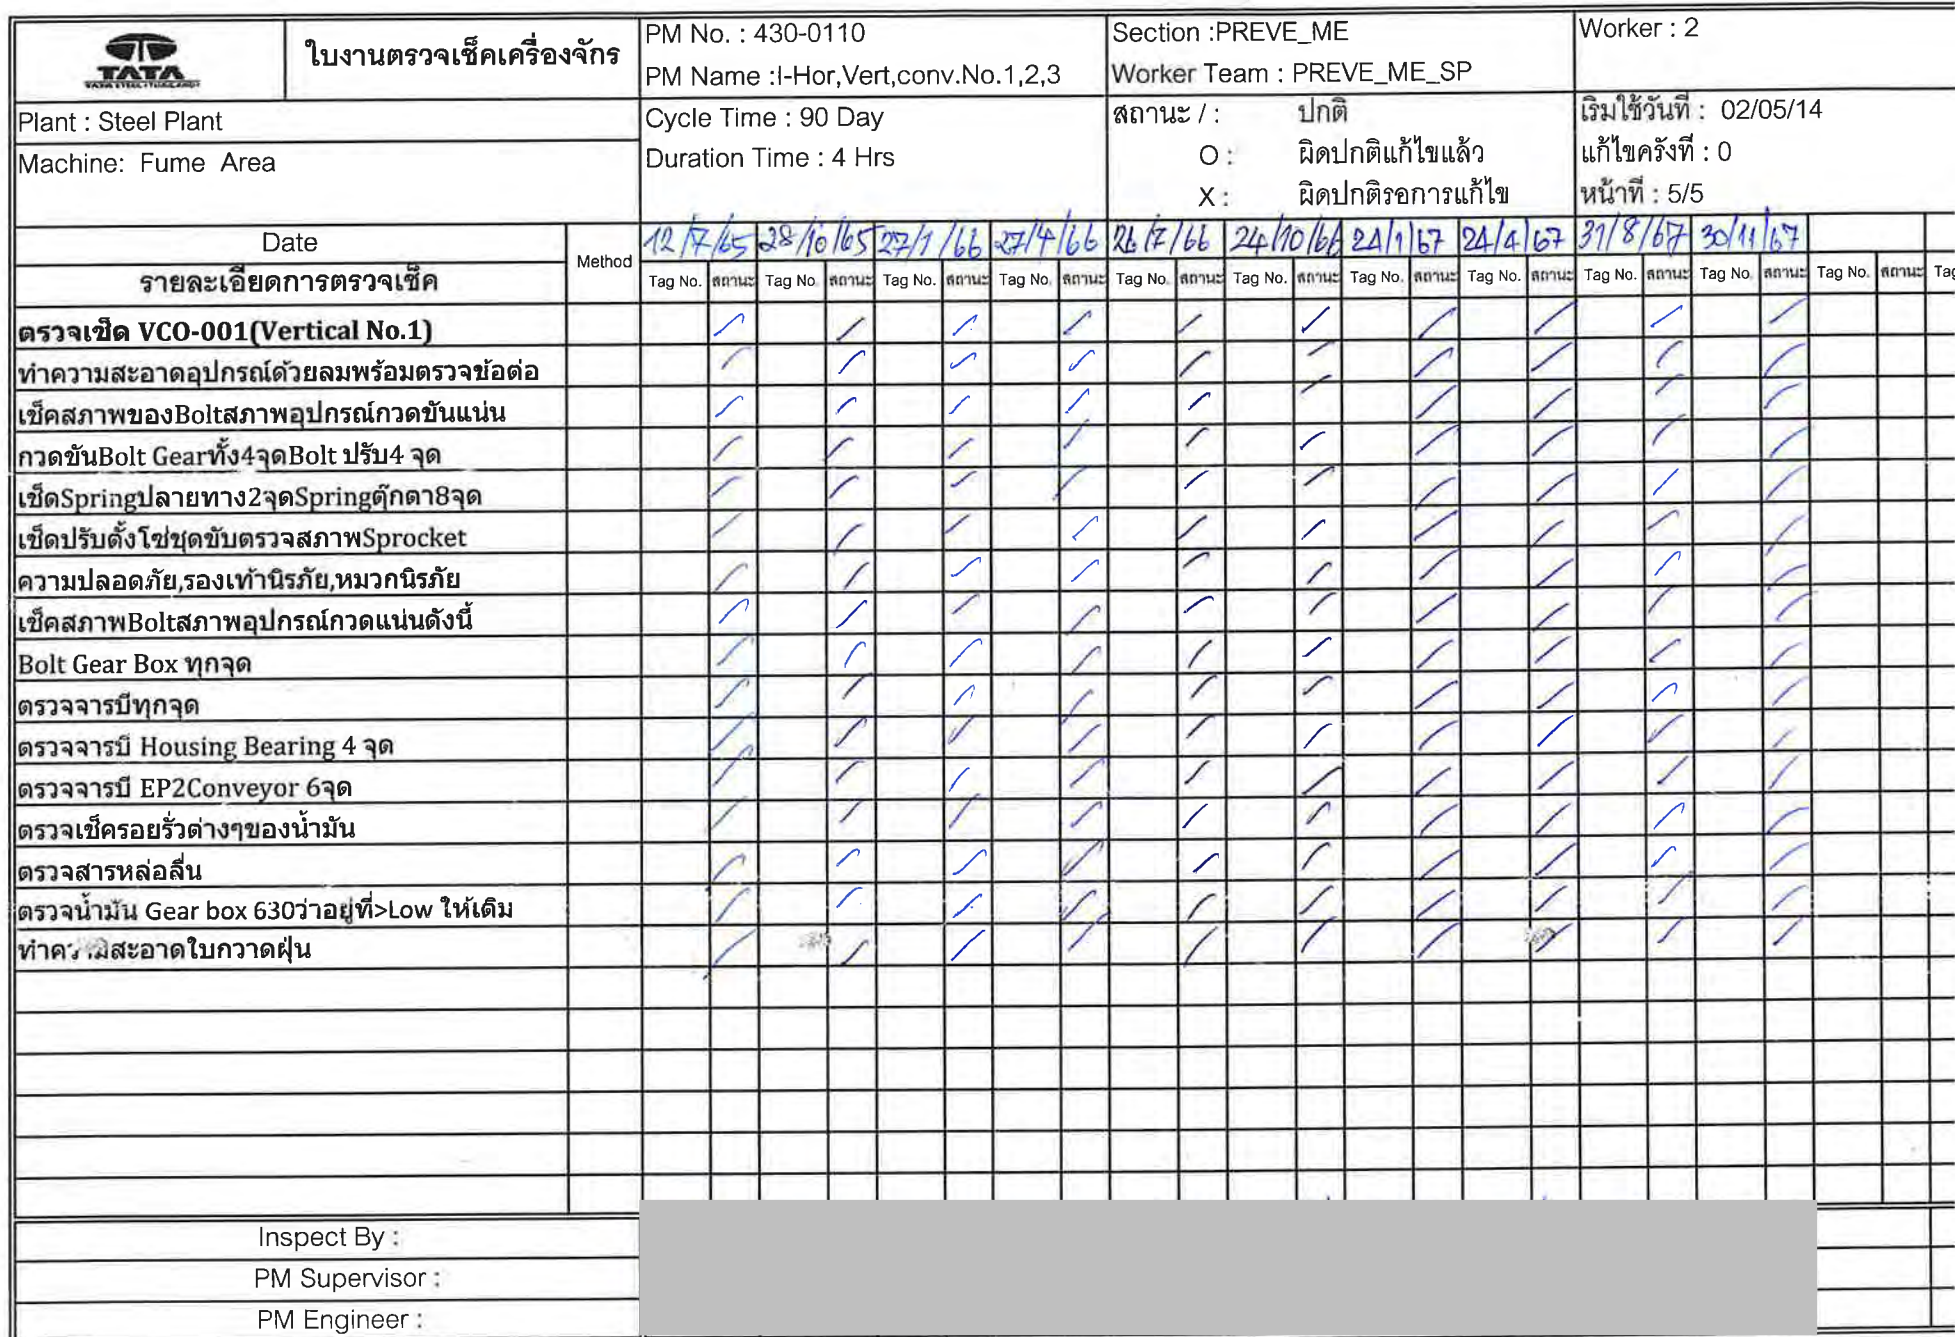 TATA
TATA STEEL (THAILAND)
ใบงานตรวจเช็คเครื่องจักร
PM No. : 430-0110
PM Name :I-Hor,Vert,conv.No.1,2,3
Section :PREVE_ME
Worker Team : PREVE_ME_SP
Worker : 2
Plant : Steel Plant
Machine: Fume Area
Cycle Time : 90 Day
Duration Time : 4 Hrs
สถานะ / : ปกติ
O : ผิดปกติแก้ไขแล้ว
X : ผิดปกติรอการแก้ไข
เริ่มใช้วันที่ : 02/05/14
แก้ไขครั้งที่ : 0
หน้าที่ : 5/5
Date Method 12/7/65 28/10/65 27/1/66 27/4/66 26/7/66 24/10/66 24/1/67 24/4/67 31/8/67 30/11/67
รายละเอียดการตรวจเช็ค Tag No. สถานะ Tag No. สถานะ Tag No. สถานะ Tag No. สถานะ Tag No. สถานะ Tag No. สถานะ Tag No. สถานะ Tag No. สถานะ Tag No. สถานะ Tag No. สถานะ Tag No. สถานะ Tag
ตรวจเช็ค VCO-001(Vertical No.1) / / / / / / / / / /
ทำความสะอาดอุปกรณ์ด้วยลมพร้อมตรวจข้อต่อ / / / / / / / / / /
เช็คสภาพของBoltสภาพอุปกรณ์กวดขันแน่น / / / / / / / / / /
กวดขันBolt Gearทั้ง4จุดBolt ปรับ4 จุด / / / / / / / / / /
เช็คSpringปลายทาง2จุดSpringตุ๊กตา8จุด / / / / / / / / / /
เช็คปรับตั้งโซ่ชุดขับตรวจสภาพSprocket / / / / / / / / / /
ความปลอดภัย,รองเท้านิรภัย,หมวกนิรภัย / / / / / / / / / /
เช็คสภาพBoltสภาพอุปกรณ์กวดแน่นดังนี้ / / / / / / / / / /
Bolt Gear Box ทุกจุด / / / / / / / / / /
ตรวจจารบีทุกจุด / / / / / / / / / /
ตรวจจารบี Housing Bearing 4 จุด / / / / / / / / / /
ตรวจจารบี EP2Conveyor 6จุด / / / / / / / / / /
ตรวจเช็ครอยรั่วต่างๆของน้ำมัน / / / / / / / / / /
ตรวจสารหล่อลื่น / / / / / / / / / /
ตรวจน้ำมัน Gear box 630ว่าอยู่ที่>Low ให้เติม / / / / / / / / / /
ทำความสะอาดใบกวาดฝุ่น / / / / / / / / / /
Inspect By :
PM Supervisor :
PM Engineer :